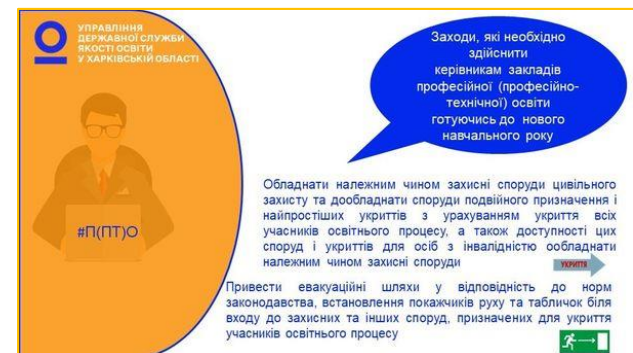 УПРАВЛІННЯ
ДЕРЖАВНОЇ СЛУЖБИ
ЯКОСТІ ОСВІТИ
У ХАРКІВСЬКІЙ ОБЛАСТІ
Заходи, які необхідно
здійснити
керівникам закладів
професійної (професійно-
технічної) освіти
готуючись до нового
навчального року
#П(ПТ)О
Обладнати належним чином захисні споруди цивільного
захисту та дообладнати споруди подвійного призначення і
найпростіших укриттів з урахуванням укриття всіх
учасників освітнього процесу, а також доступності цих
споруд і укриттів для осіб з інвалідністю ообладнати
належним чином захисні споруди
УКРИТТЯ
Привести евакуаційні шляхи у відповідність до норм
законодавства, встановлення покажчиків руху та табличок біля
входу до захисних та інших споруд, призначених для укриття
учасників освітнього процесу